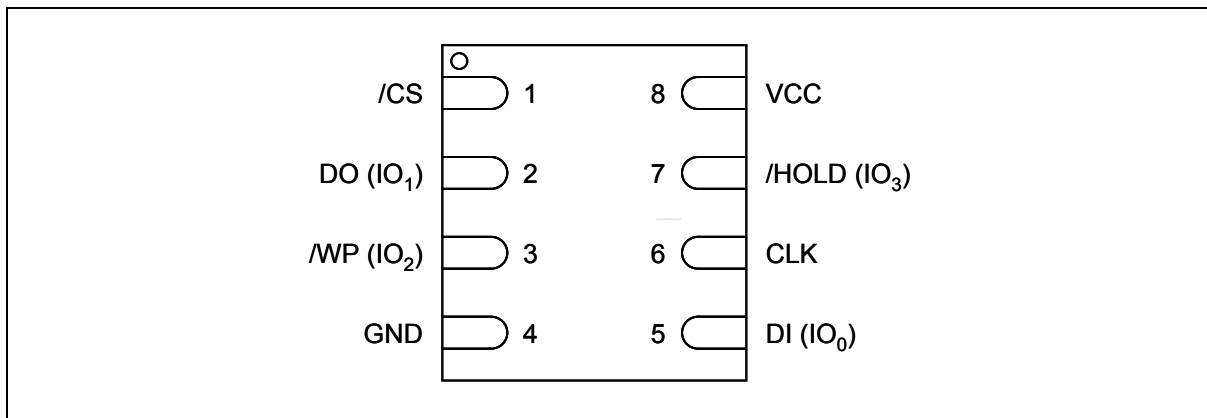 /CS 1 8 VCC
DO (IO₁) 2 7 /HOLD (IO₃)
/WP (IO₂) 3 6 CLK
GND 4 5 DI (IO₀)